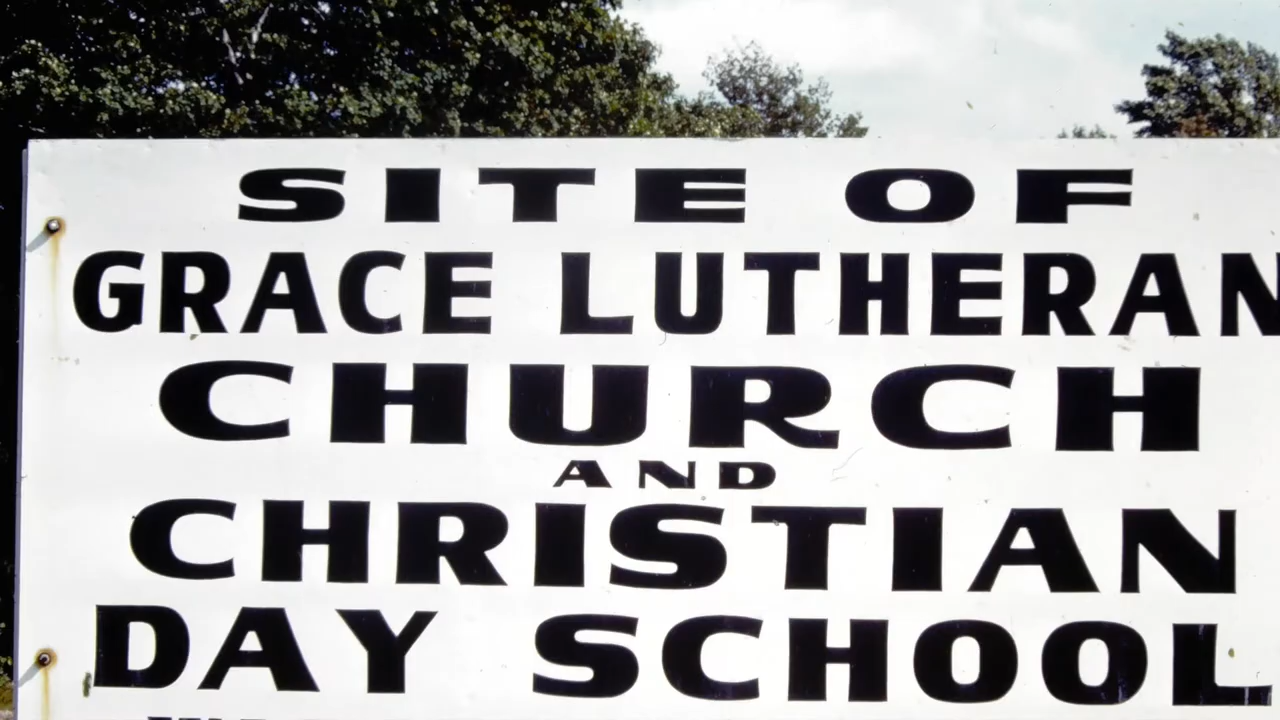 SITE OF
GRACE LUTHERAN
CHURCH
AND
CHRISTIAN
DAY SCHOOL